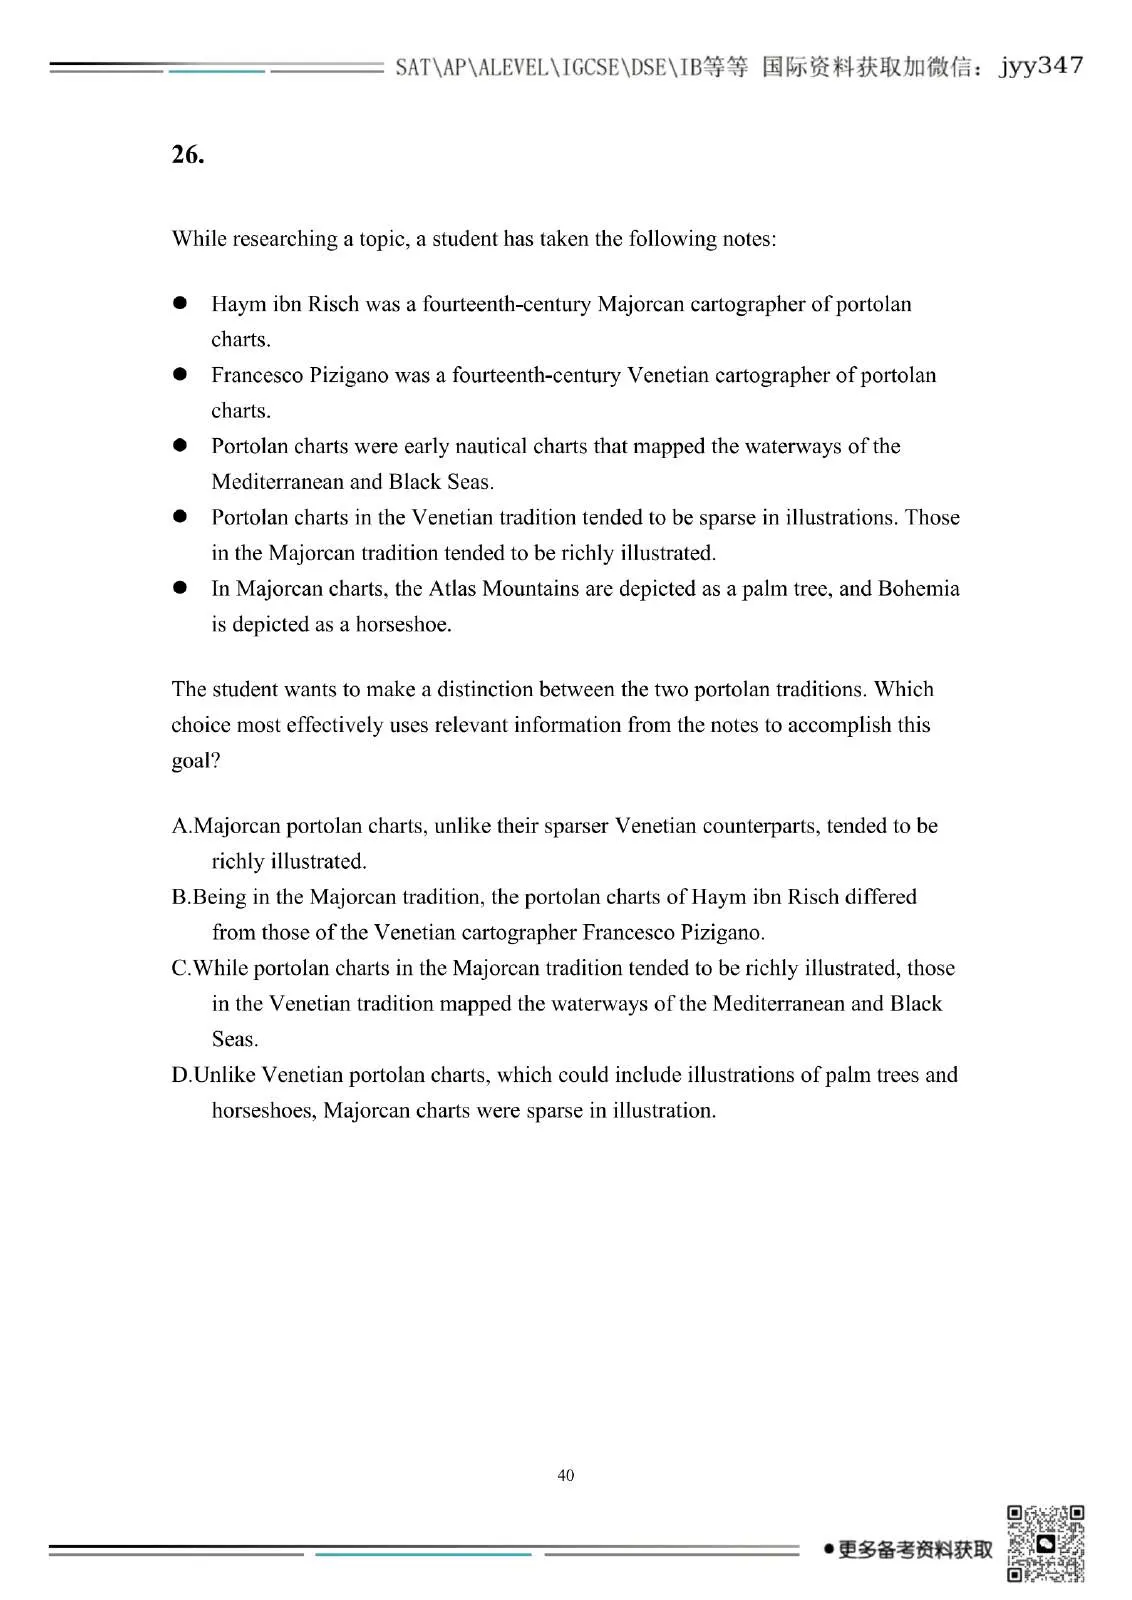 SAT\AP\ALEVEL\IGCSE\DSE\IB等等 国际资料获取加微信：jyy347
26.
While researching a topic, a student has taken the following notes:
● Haym ibn Risch was a fourteenth-century Majorcan cartographer of portolan
charts.
● Francesco Pizigano was a fourteenth-century Venetian cartographer of portolan
charts.
● Portolan charts were early nautical charts that mapped the waterways of the
Mediterranean and Black Seas.
● Portolan charts in the Venetian tradition tended to be sparse in illustrations. Those
in the Majorcan tradition tended to be richly illustrated.
● In Majorcan charts, the Atlas Mountains are depicted as a palm tree, and Bohemia
is depicted as a horseshoe.
The student wants to make a distinction between the two portolan traditions. Which
choice most effectively uses relevant information from the notes to accomplish this
goal?
A.Majorcan portolan charts, unlike their sparser Venetian counterparts, tended to be
richly illustrated.
B.Being in the Majorcan tradition, the portolan charts of Haym ibn Risch differed
from those of the Venetian cartographer Francesco Pizigano.
C.While portolan charts in the Majorcan tradition tended to be richly illustrated, those
in the Venetian tradition mapped the waterways of the Mediterranean and Black
Seas.
D.Unlike Venetian portolan charts, which could include illustrations of palm trees and
horseshoes, Majorcan charts were sparse in illustration.
40
●更多备考资料获取